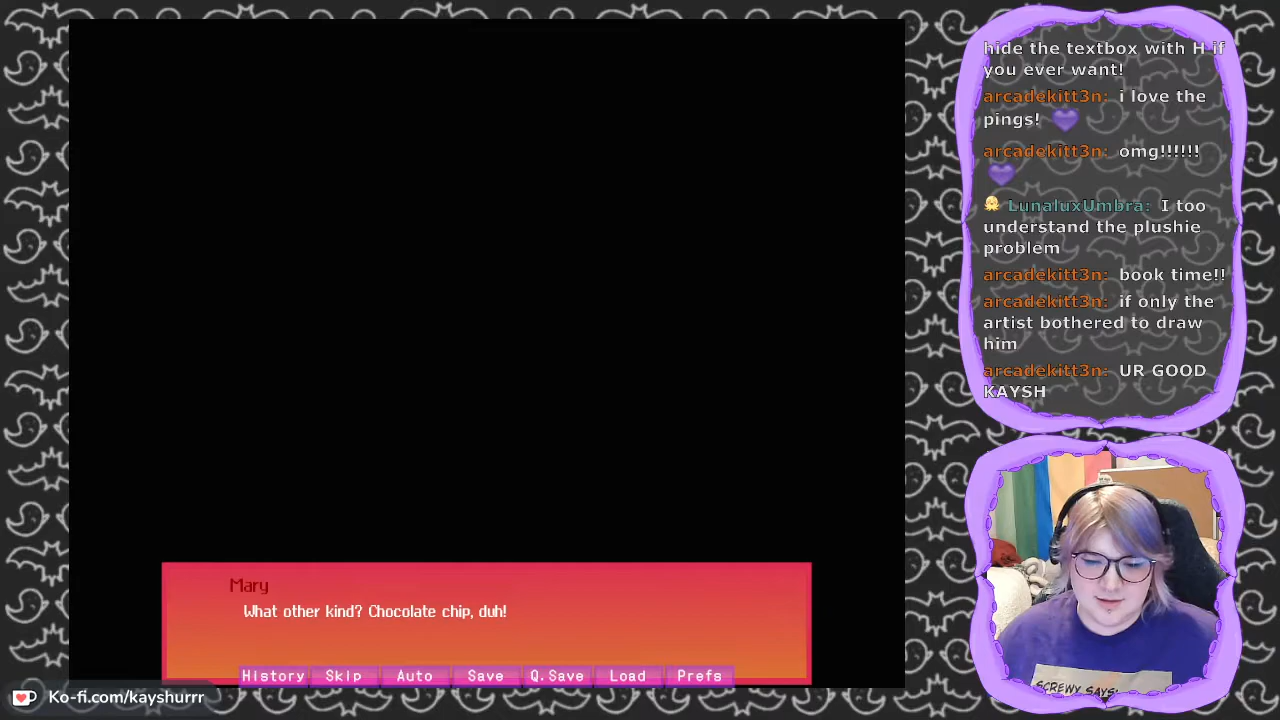 hide the textbox with H if
you ever want!
arcadekitt3n: i love the
pings!
arcadekitt3n: omg!!!!!!
LunaluxUmbra: I too
understand the plushie
problem
arcadekitt3n: book time!!
arcadekitt3n: if only the
artist bothered to draw
him
arcadekitt3n: UR GOOD
KAYSH
Mary
What other kind? Chocolate chip, duh!
History Skip Auto Save Q.Save Load Prefs
Ko-fi.com/kayshurrr
SCREWY SAYS: